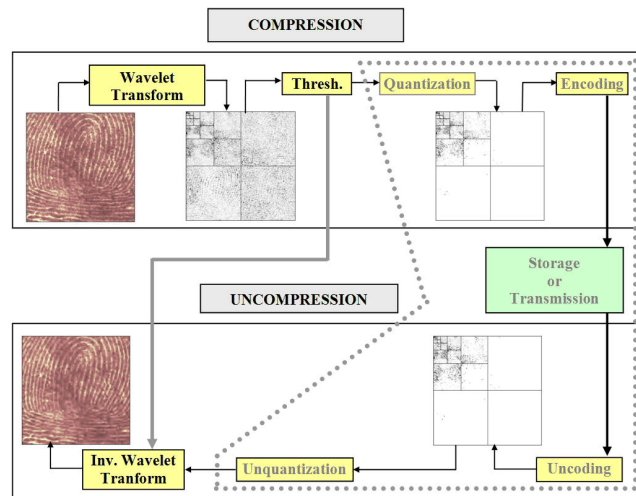 COMPRESSION
Wavelet
Transform
Thresh.
Quantization
Encoding
Storage
or
Transmission
UNCOMPRESSION
Inv. Wavelet
Tranform
Unquantization
Uncoding